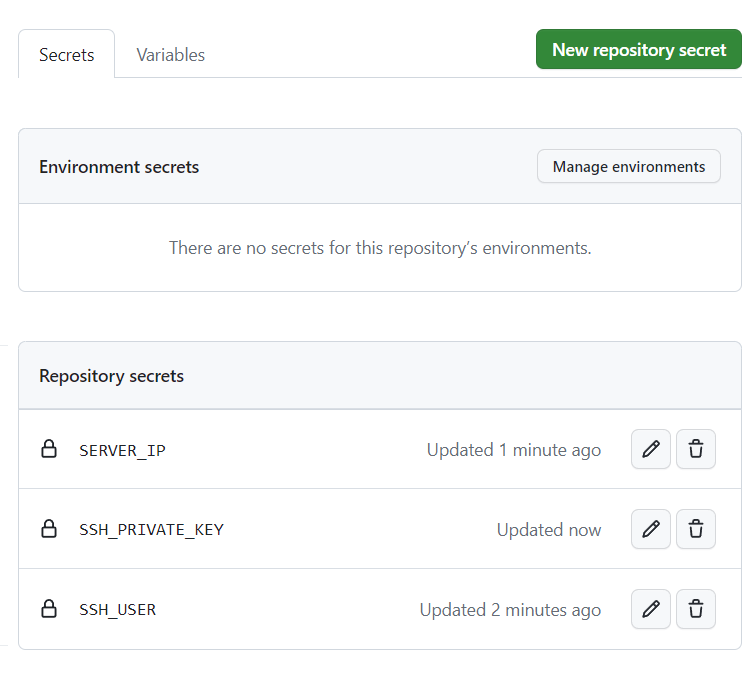 Secrets
Variables
New repository secret
Environment secrets
Manage environments
There are no secrets for this repository’s environments.
Repository secrets
SERVER_IP
Updated 1 minute ago
SSH_PRIVATE_KEY
Updated now
SSH_USER
Updated 2 minutes ago